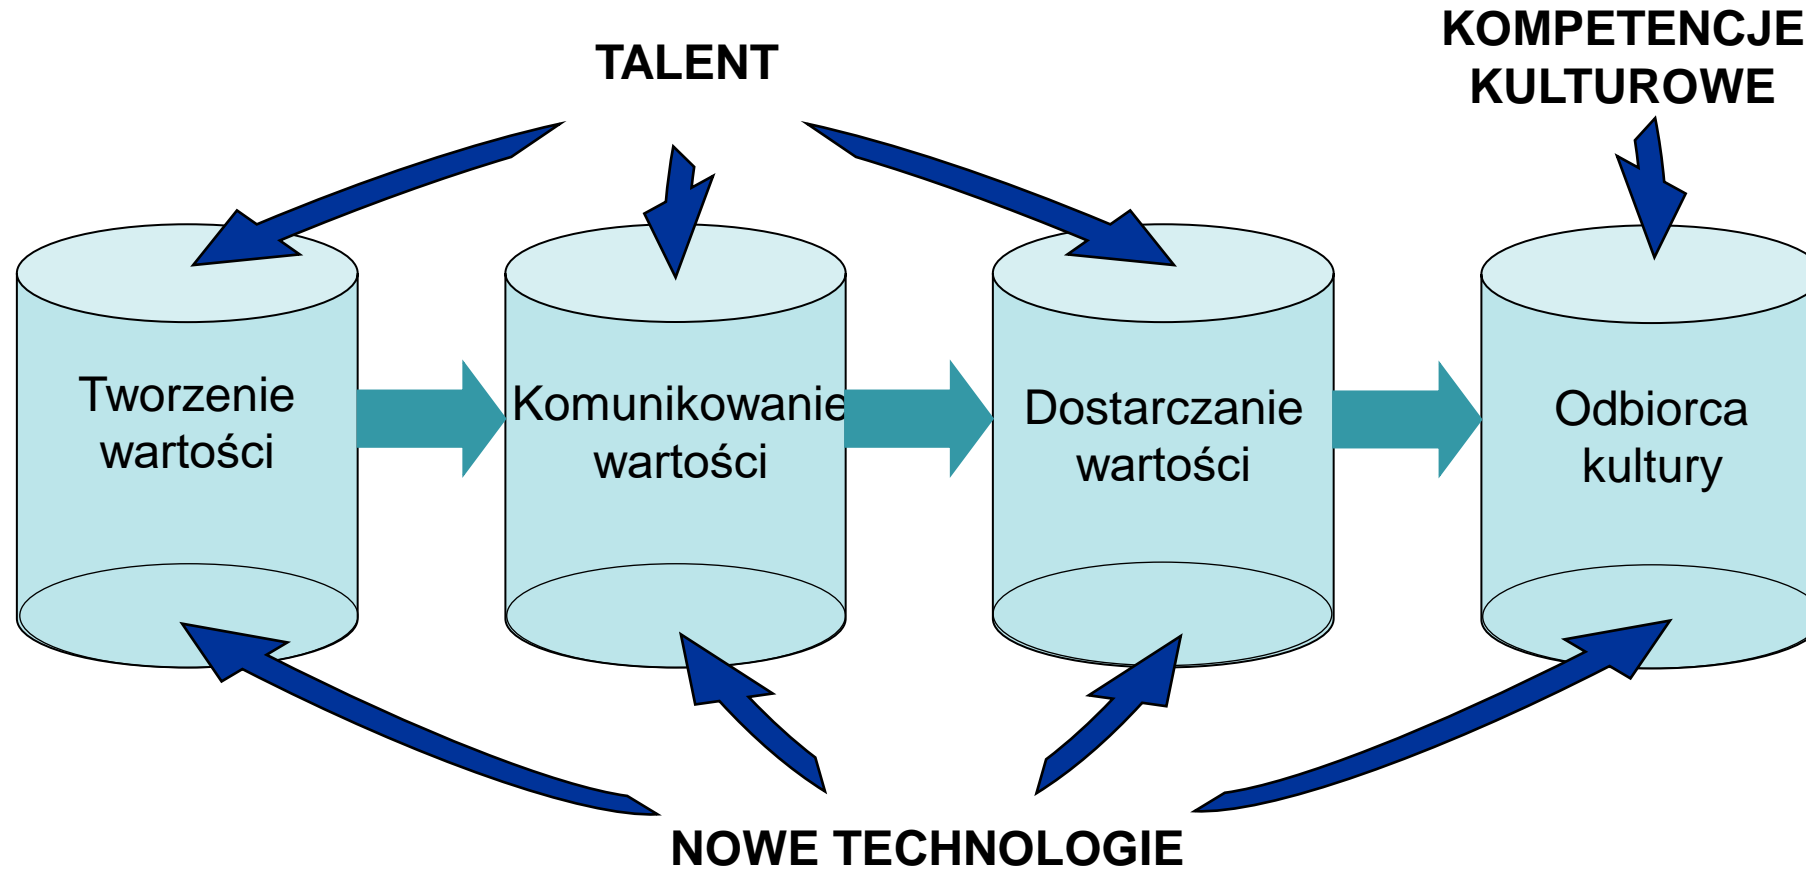 TALENT
KOMPETENCJE
KULTUROWE
Tworzenie
wartości
Komunikowanie
wartości
Dostarczanie
wartości
Odbiorca
kultury
NOWE TECHNOLOGIE